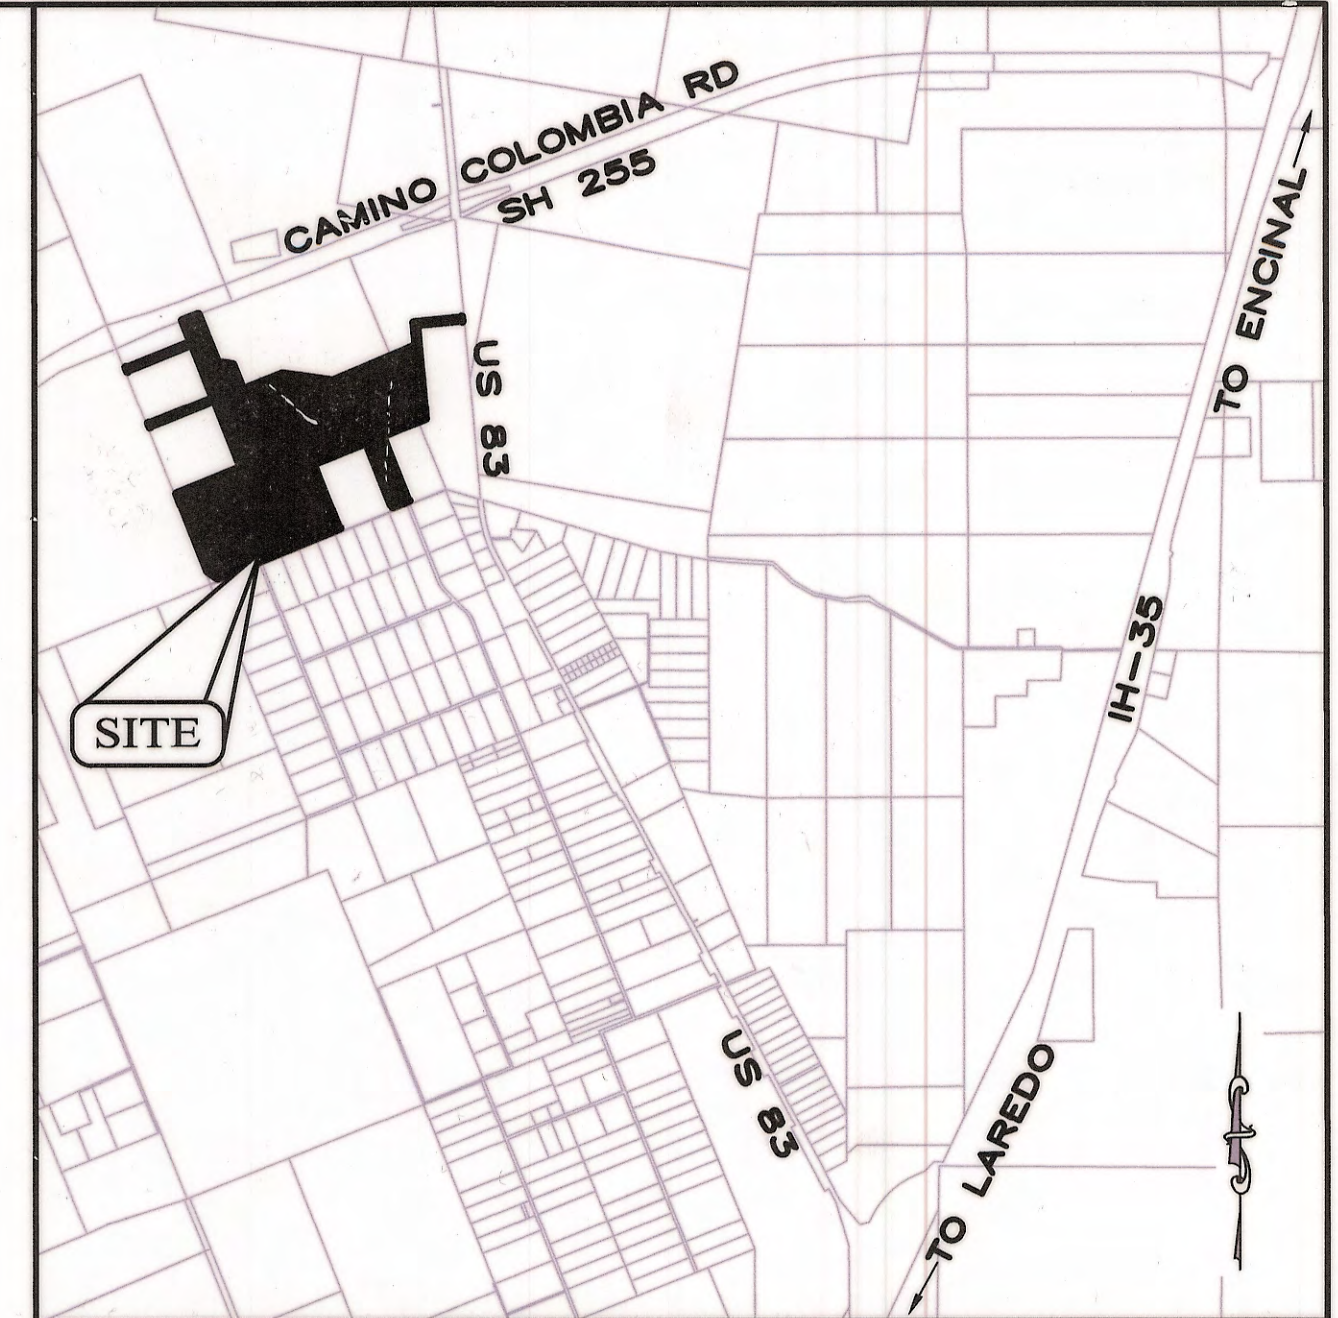 CAMINO COLOMBIA RD
SH 255
TO ENCINAL
US 83
IH-35
SITE
US 83
TO LAREDO